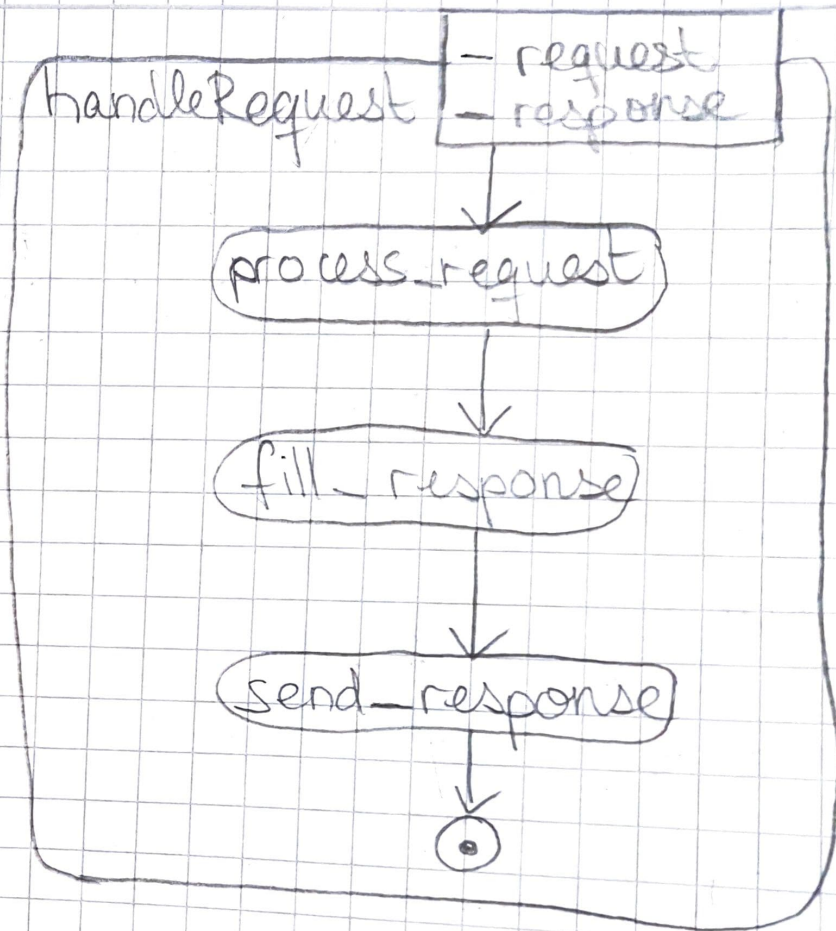 - request
handleRequest - response
process_request
fill_response
send_response